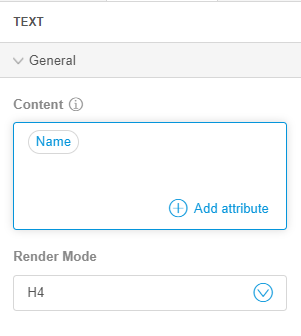 TEXT
General
Content
Name
Add attribute
Render Mode
H4